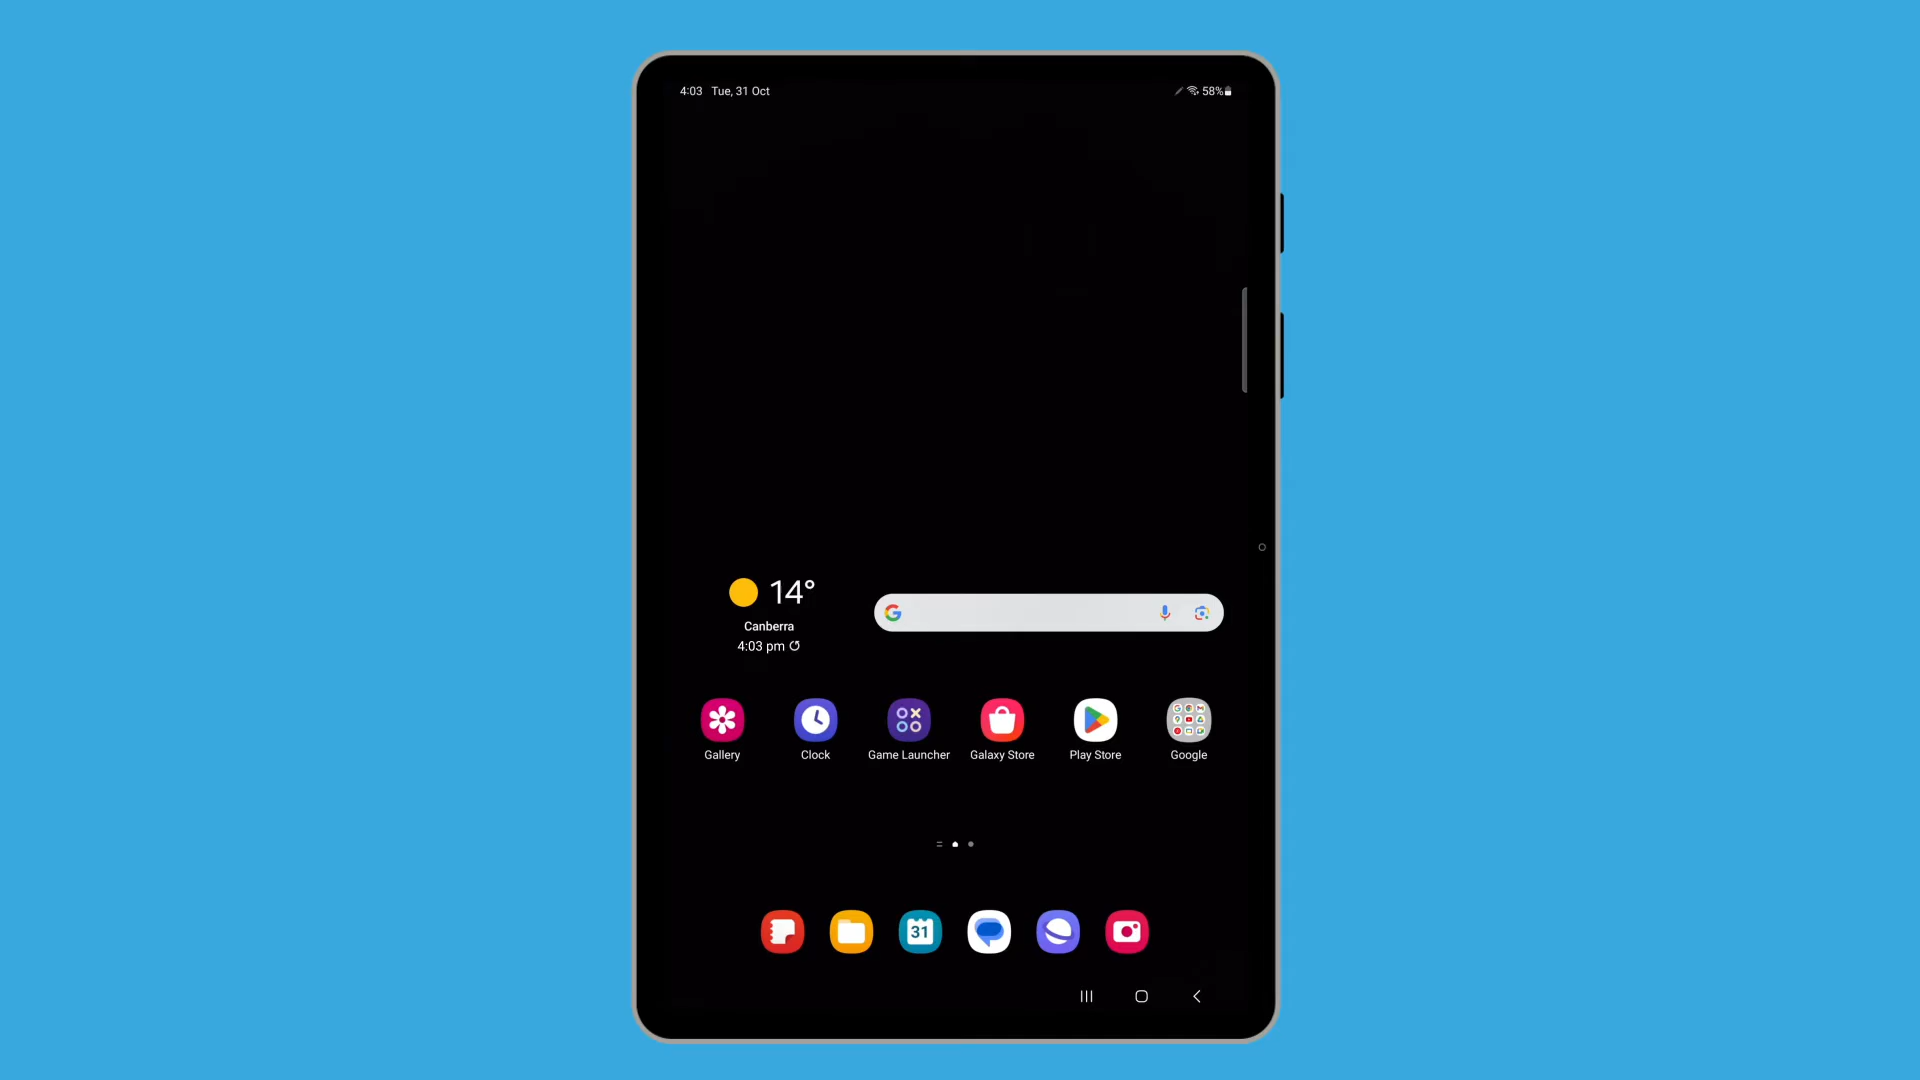 4:03 Tue, 31 Oct
58%
14°
Canberra
4:03 pm
Gallery
Clock
Game Launcher
Galaxy Store
Play Store
Google
31